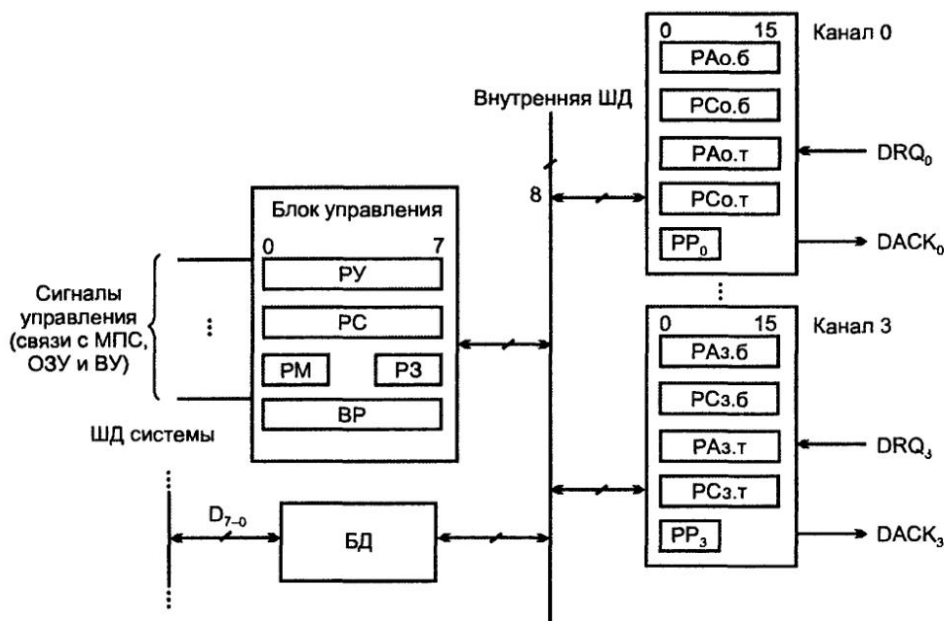 0 15 Канал 0
РАо.б
РСо.б
РАо.т
РСо.т
РР₀
DRQ₀
DACK₀
Внутренняя ШД
8
Блок управления
0 7
РУ
РС
РМ РЗ
ВР
Сигналы
управления
(связи с МПС,
ОЗУ и ВУ)
ШД системы
D₇₋₀
БД
0 15 Канал 3
РАз.б
РСз.б
РАз.т
РСз.т
РР₃
DRQ₃
DACK₃